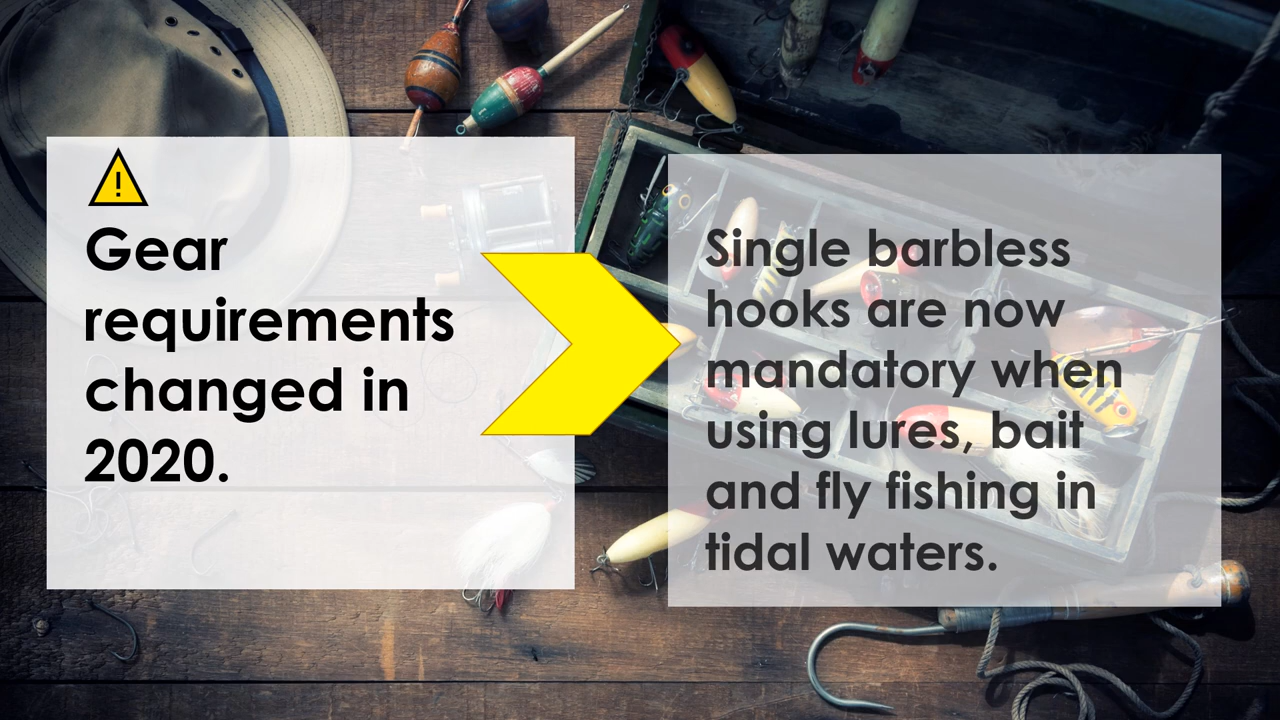 Gear
requirements
changed in
2020.
Single barbless
hooks are now
mandatory when
using lures, bait
and fly fishing in
tidal waters.